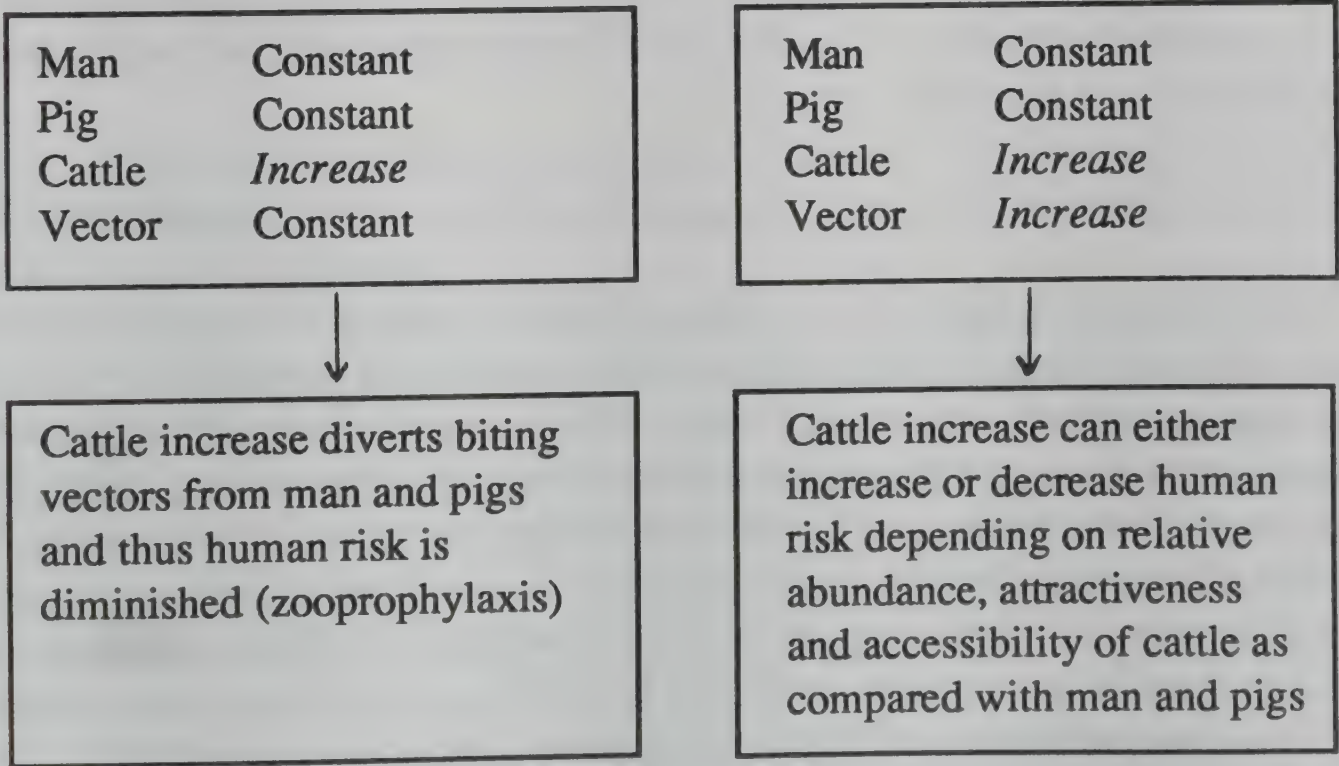 Man Constant
Pig Constant
Cattle Increase
Vector Constant
Cattle increase diverts biting
vectors from man and pigs
and thus human risk is
diminished (zooprophylaxis)
Man Constant
Pig Constant
Cattle Increase
Vector Increase
Cattle increase can either
increase or decrease human
risk depending on relative
abundance, attractiveness
and accessibility of cattle as
compared with man and pigs